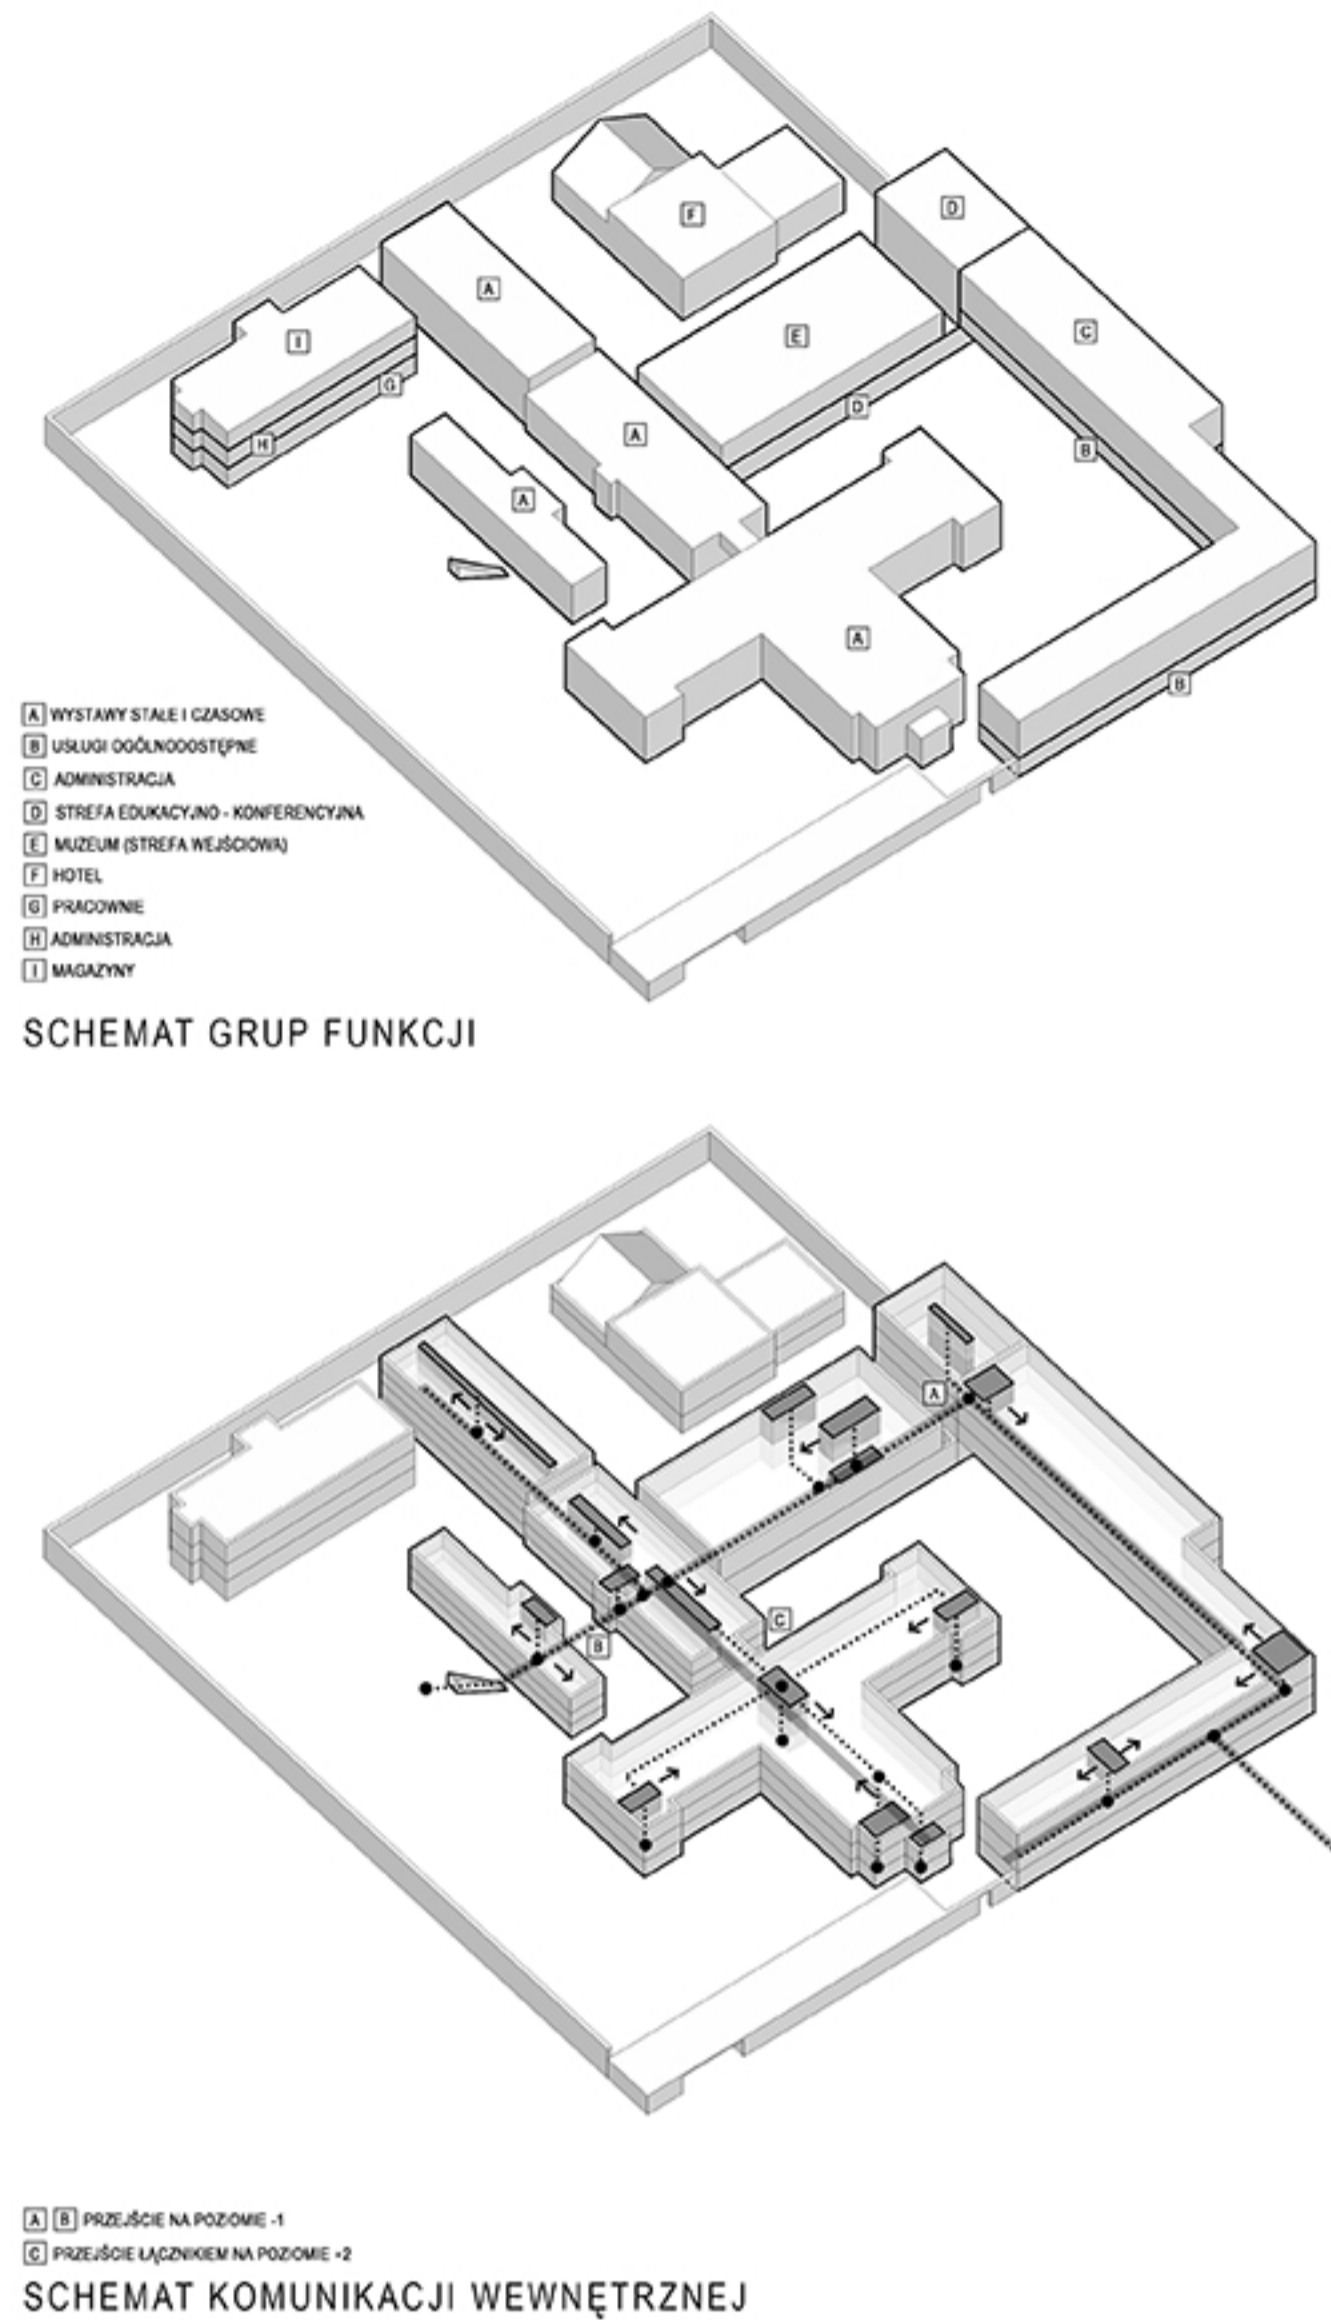 D
F
A
E
I
C
G
D
A
B
H
A
A
B
A WYSTAWY STAŁE I CZASOWE
B USŁUGI OGÓLNODOSTĘPNE
C ADMINISTRACJA
D STREFA EDUKACYJNO - KONFERENCYJNA
E MUZEUM (STREFA WEJŚCIOWA)
F HOTEL
G PRACOWNIE
H ADMINISTRACJA
I MAGAZYNY
SCHEMAT GRUP FUNKCJI
A
C
B
A B PRZEJŚCIE NA POZIOMIE -1
C PRZEJŚCIE ŁĄCZNIKIEM NA POZIOMIE +2
SCHEMAT KOMUNIKACJI WEWNĘTRZNEJ